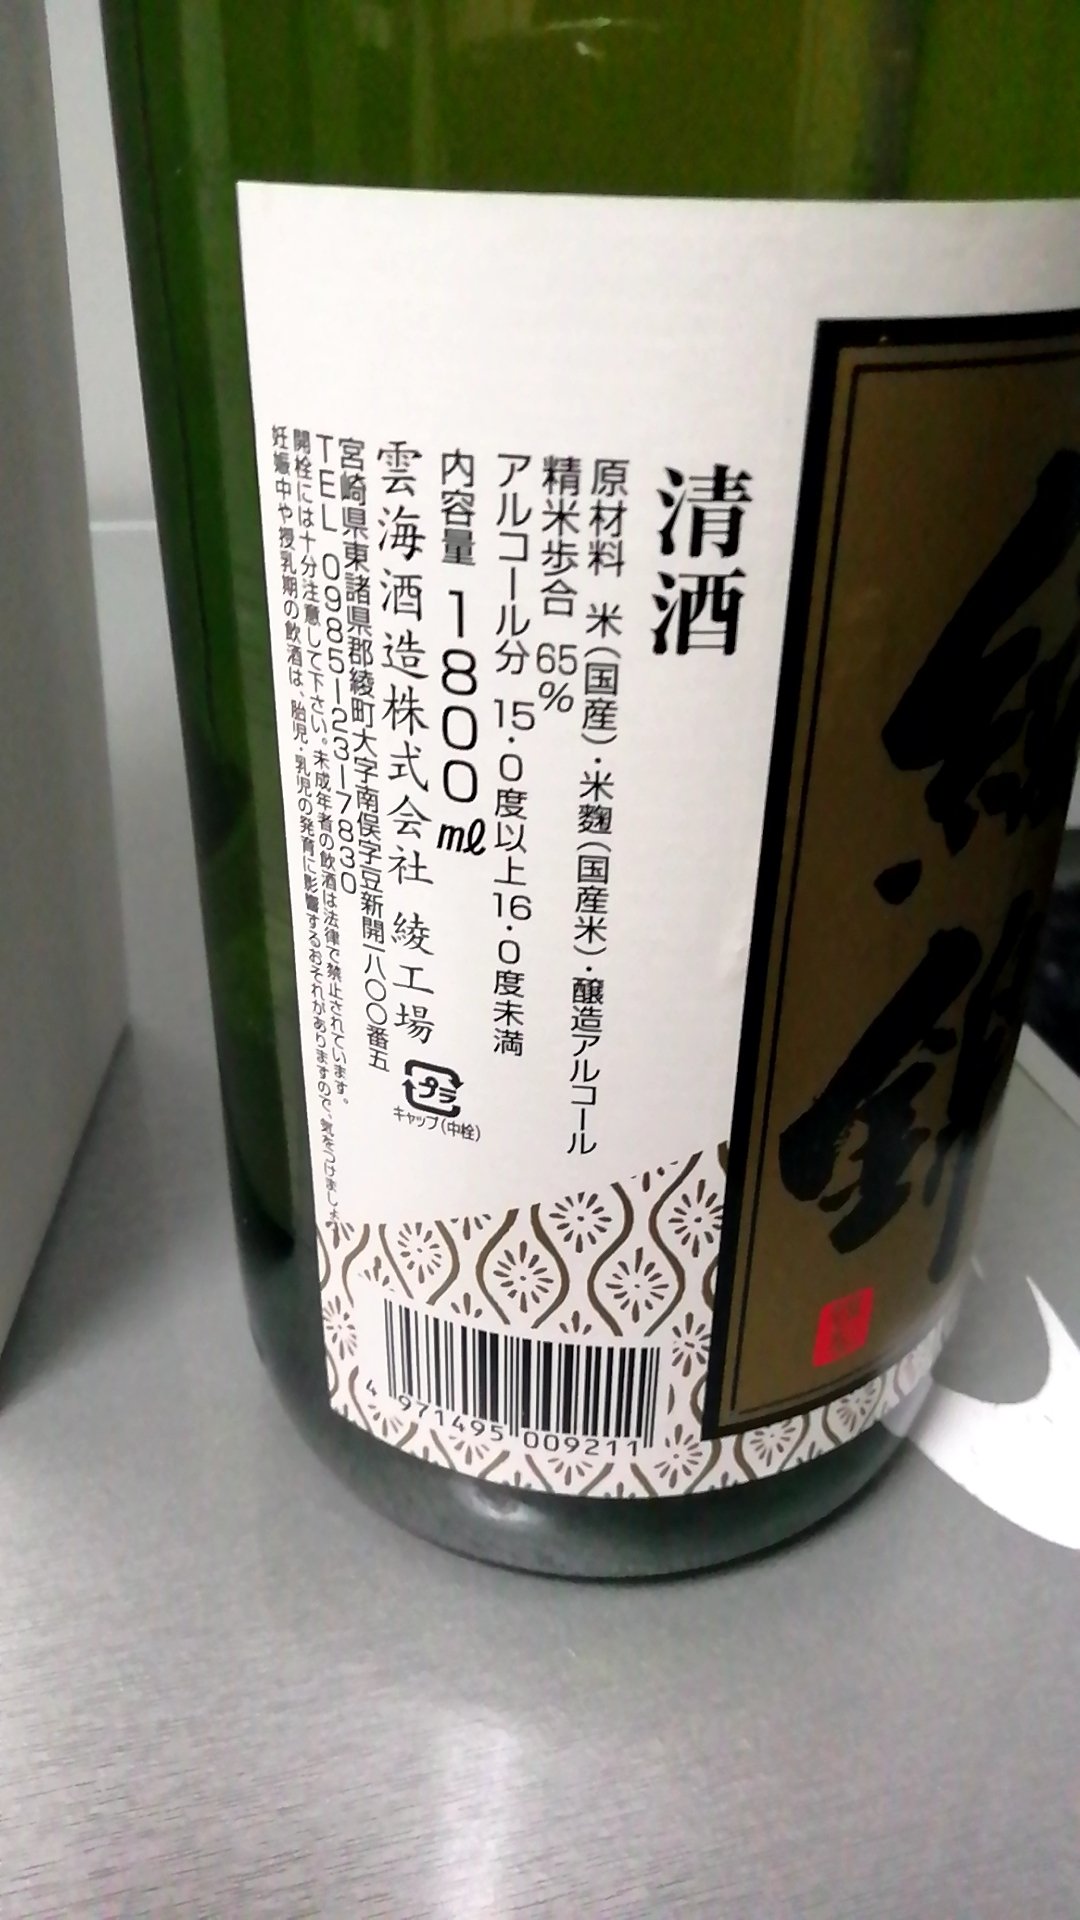 清酒
原材料 米(国産)・米麹(国産米)・醸造アルコール
精米歩合 65%
アルコール分 15.0度以上16.0度未満
内容量 1800㎖
雲海酒造株式会社 綾工場
宮崎県東諸県郡綾町大字南俣字豆新開一八〇〇番五
TEL 0985-23-7830
開栓には十分注意して下さい。未成年者の飲酒は法律で禁止されています。
妊娠中や授乳期の飲酒は、胎児・乳児の発育に影響するおそれがありますので、気をつけましょ
プラ
キャップ(中栓)
4 971495 009211